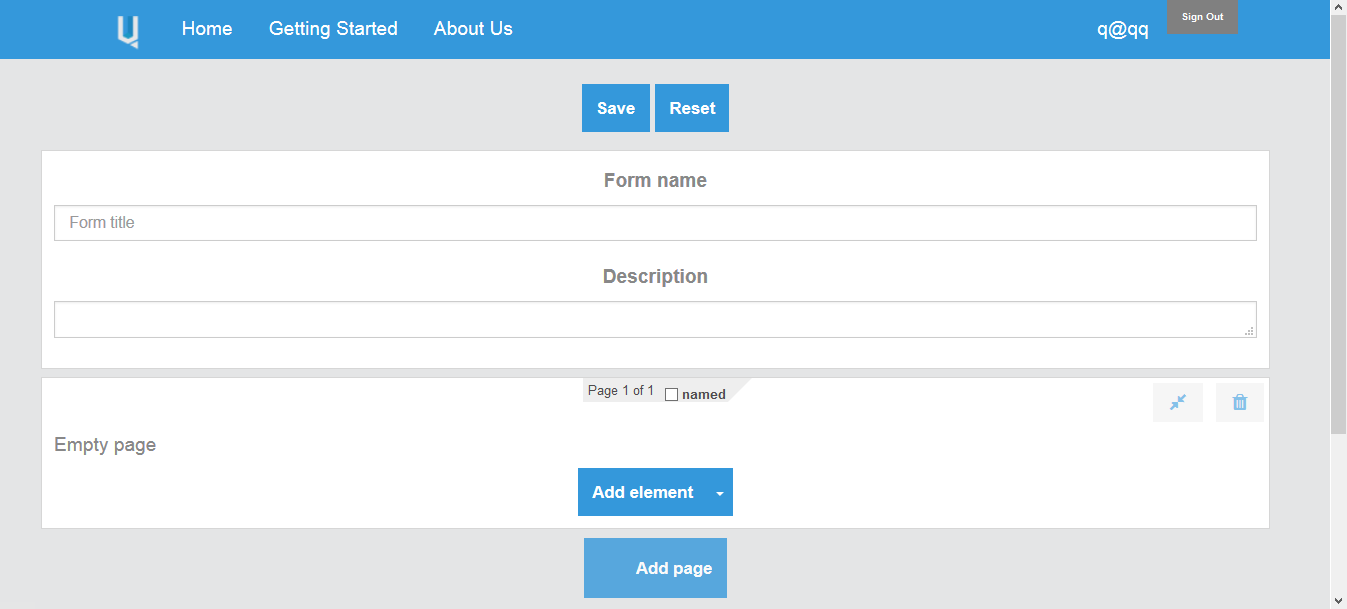 Home Getting Started About Us q@qq Sign Out
Save Reset
Form name
Form title
Description
Page 1 of 1 named
Empty page
Add element
Add page